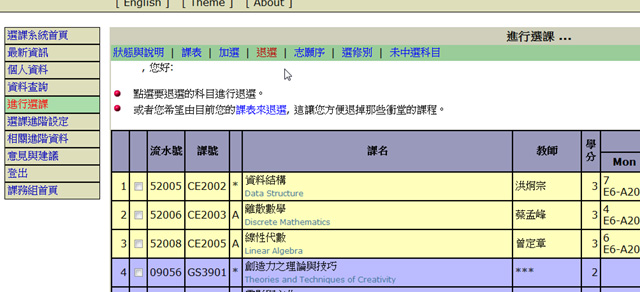 [ English ] [ Theme ] [ About ]
選課系統首頁
最新資訊
個人資料
資料查詢
進行選課
選課進階設定
相關進階資料
意見與建議
登出
課務組首頁
進行選課 ...
狀態與說明 | 課表 | 加選 | 退選 | 志願序 | 選修別 | 未中選科目
, 您好:
點選要退選的科目進行退選。
或者您希望由目前您的課表來退選, 這讓您方便退掉那些衝堂的課程。
流水號 課號 課名 教師 學分 Mon
1 52005 CE2002 * 資料結構 洪炯宗 3 7
Data Structure E6-A20
2 52006 CE2003 A 離散數學 蔡孟峰 3 4
Discrete Mathematics E6-A20
3 52008 CE2005 A 線性代數 曾定章 3 6
Linear Algebra E6-A20
4 09056 GS3901 * 創造力之理論與技巧 *** 2
Theories and Techniques of Creativity